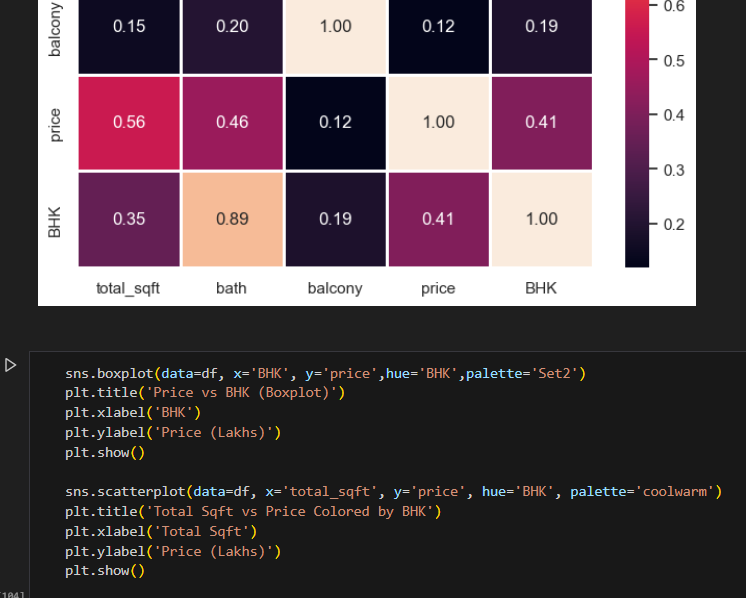 balcony 0.15 0.20 1.00 0.12 0.19
price 0.56 0.46 0.12 1.00 0.41
BHK 0.35 0.89 0.19 0.41 1.00
total_sqft bath balcony price BHK
0.6
0.5
0.4
0.3
0.2
sns.boxplot(data=df, x='BHK', y='price',hue='BHK',palette='Set2')
plt.title('Price vs BHK (Boxplot)')
plt.xlabel('BHK')
plt.ylabel('Price (Lakhs)')
plt.show()
sns.scatterplot(data=df, x='total_sqft', y='price', hue='BHK', palette='coolwarm')
plt.title('Total Sqft vs Price Colored by BHK')
plt.xlabel('Total Sqft')
plt.ylabel('Price (Lakhs)')
plt.show()